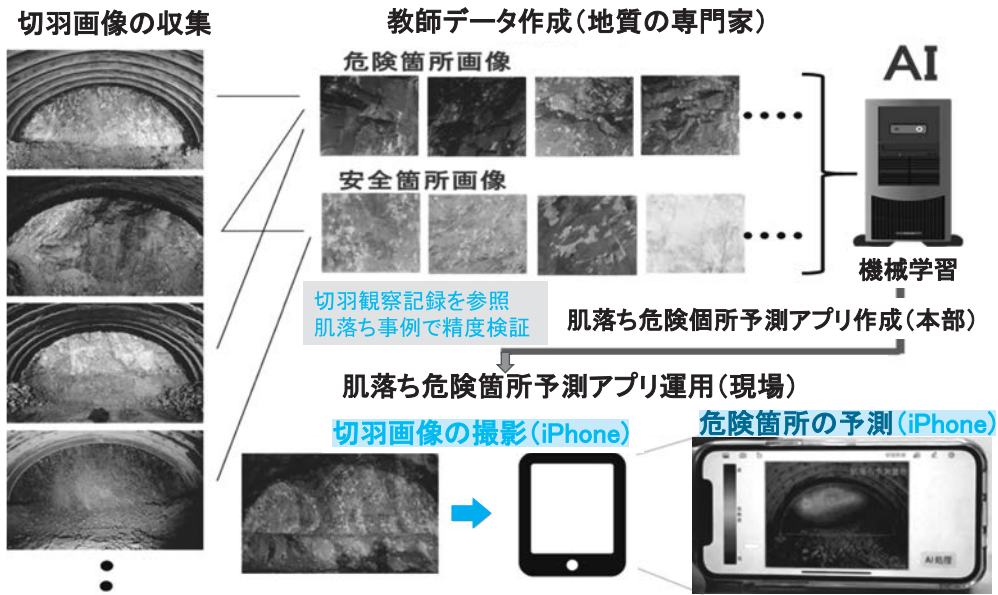 切羽画像の収集
教師データ作成（地質の専門家）
危険箇所画像
安全箇所画像
AI
機械学習
切羽観察記録を参照
肌落ち事例で精度検証
肌落ち危険個所予測アプリ作成（本部）
肌落ち危険箇所予測アプリ運用（現場）
切羽画像の撮影（iPhone）
危険箇所の予測（iPhone）
AI処理